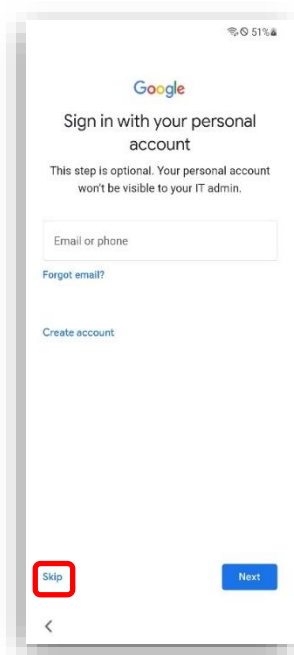 51%
Google
Sign in with your personal
account
This step is optional. Your personal account
won't be visible to your IT admin.
Email or phone
Forgot email?
Create account
Skip
Next